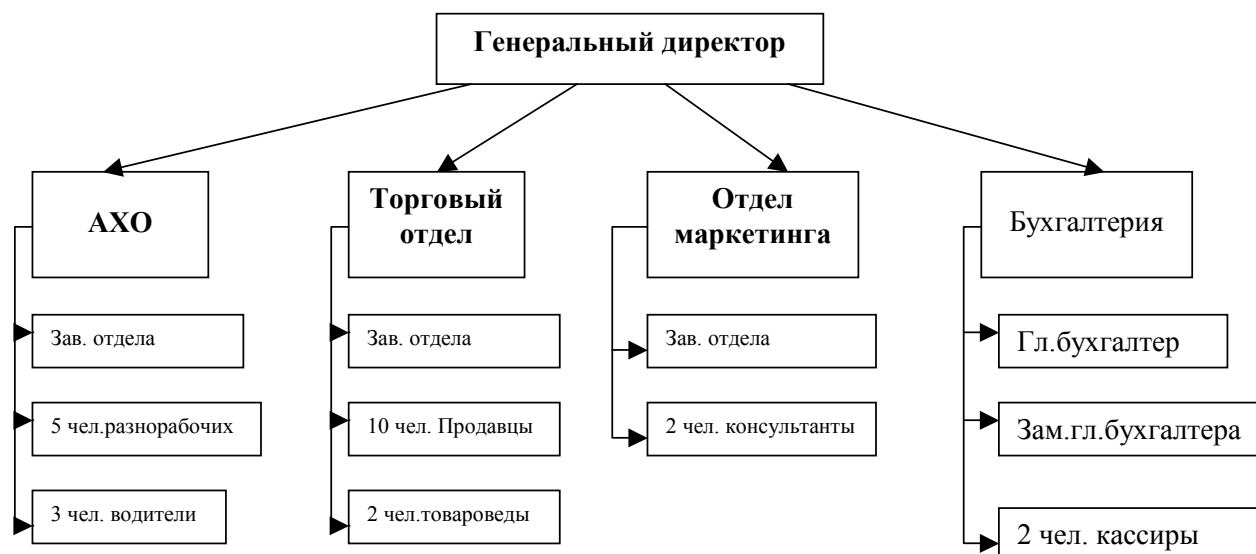 Генеральный директор
АХО
Торговый
отдел
Отдел
маркетинга
Бухгалтерия
Зав. отдела
Зав. отдела
Зав. отдела
Гл.бухгалтер
5 чел.разнорабочих
10 чел. Продавцы
2 чел. консультанты
Зам.гл.бухгалтера
3 чел. водители
2 чел.товароведы
2 чел. кассиры